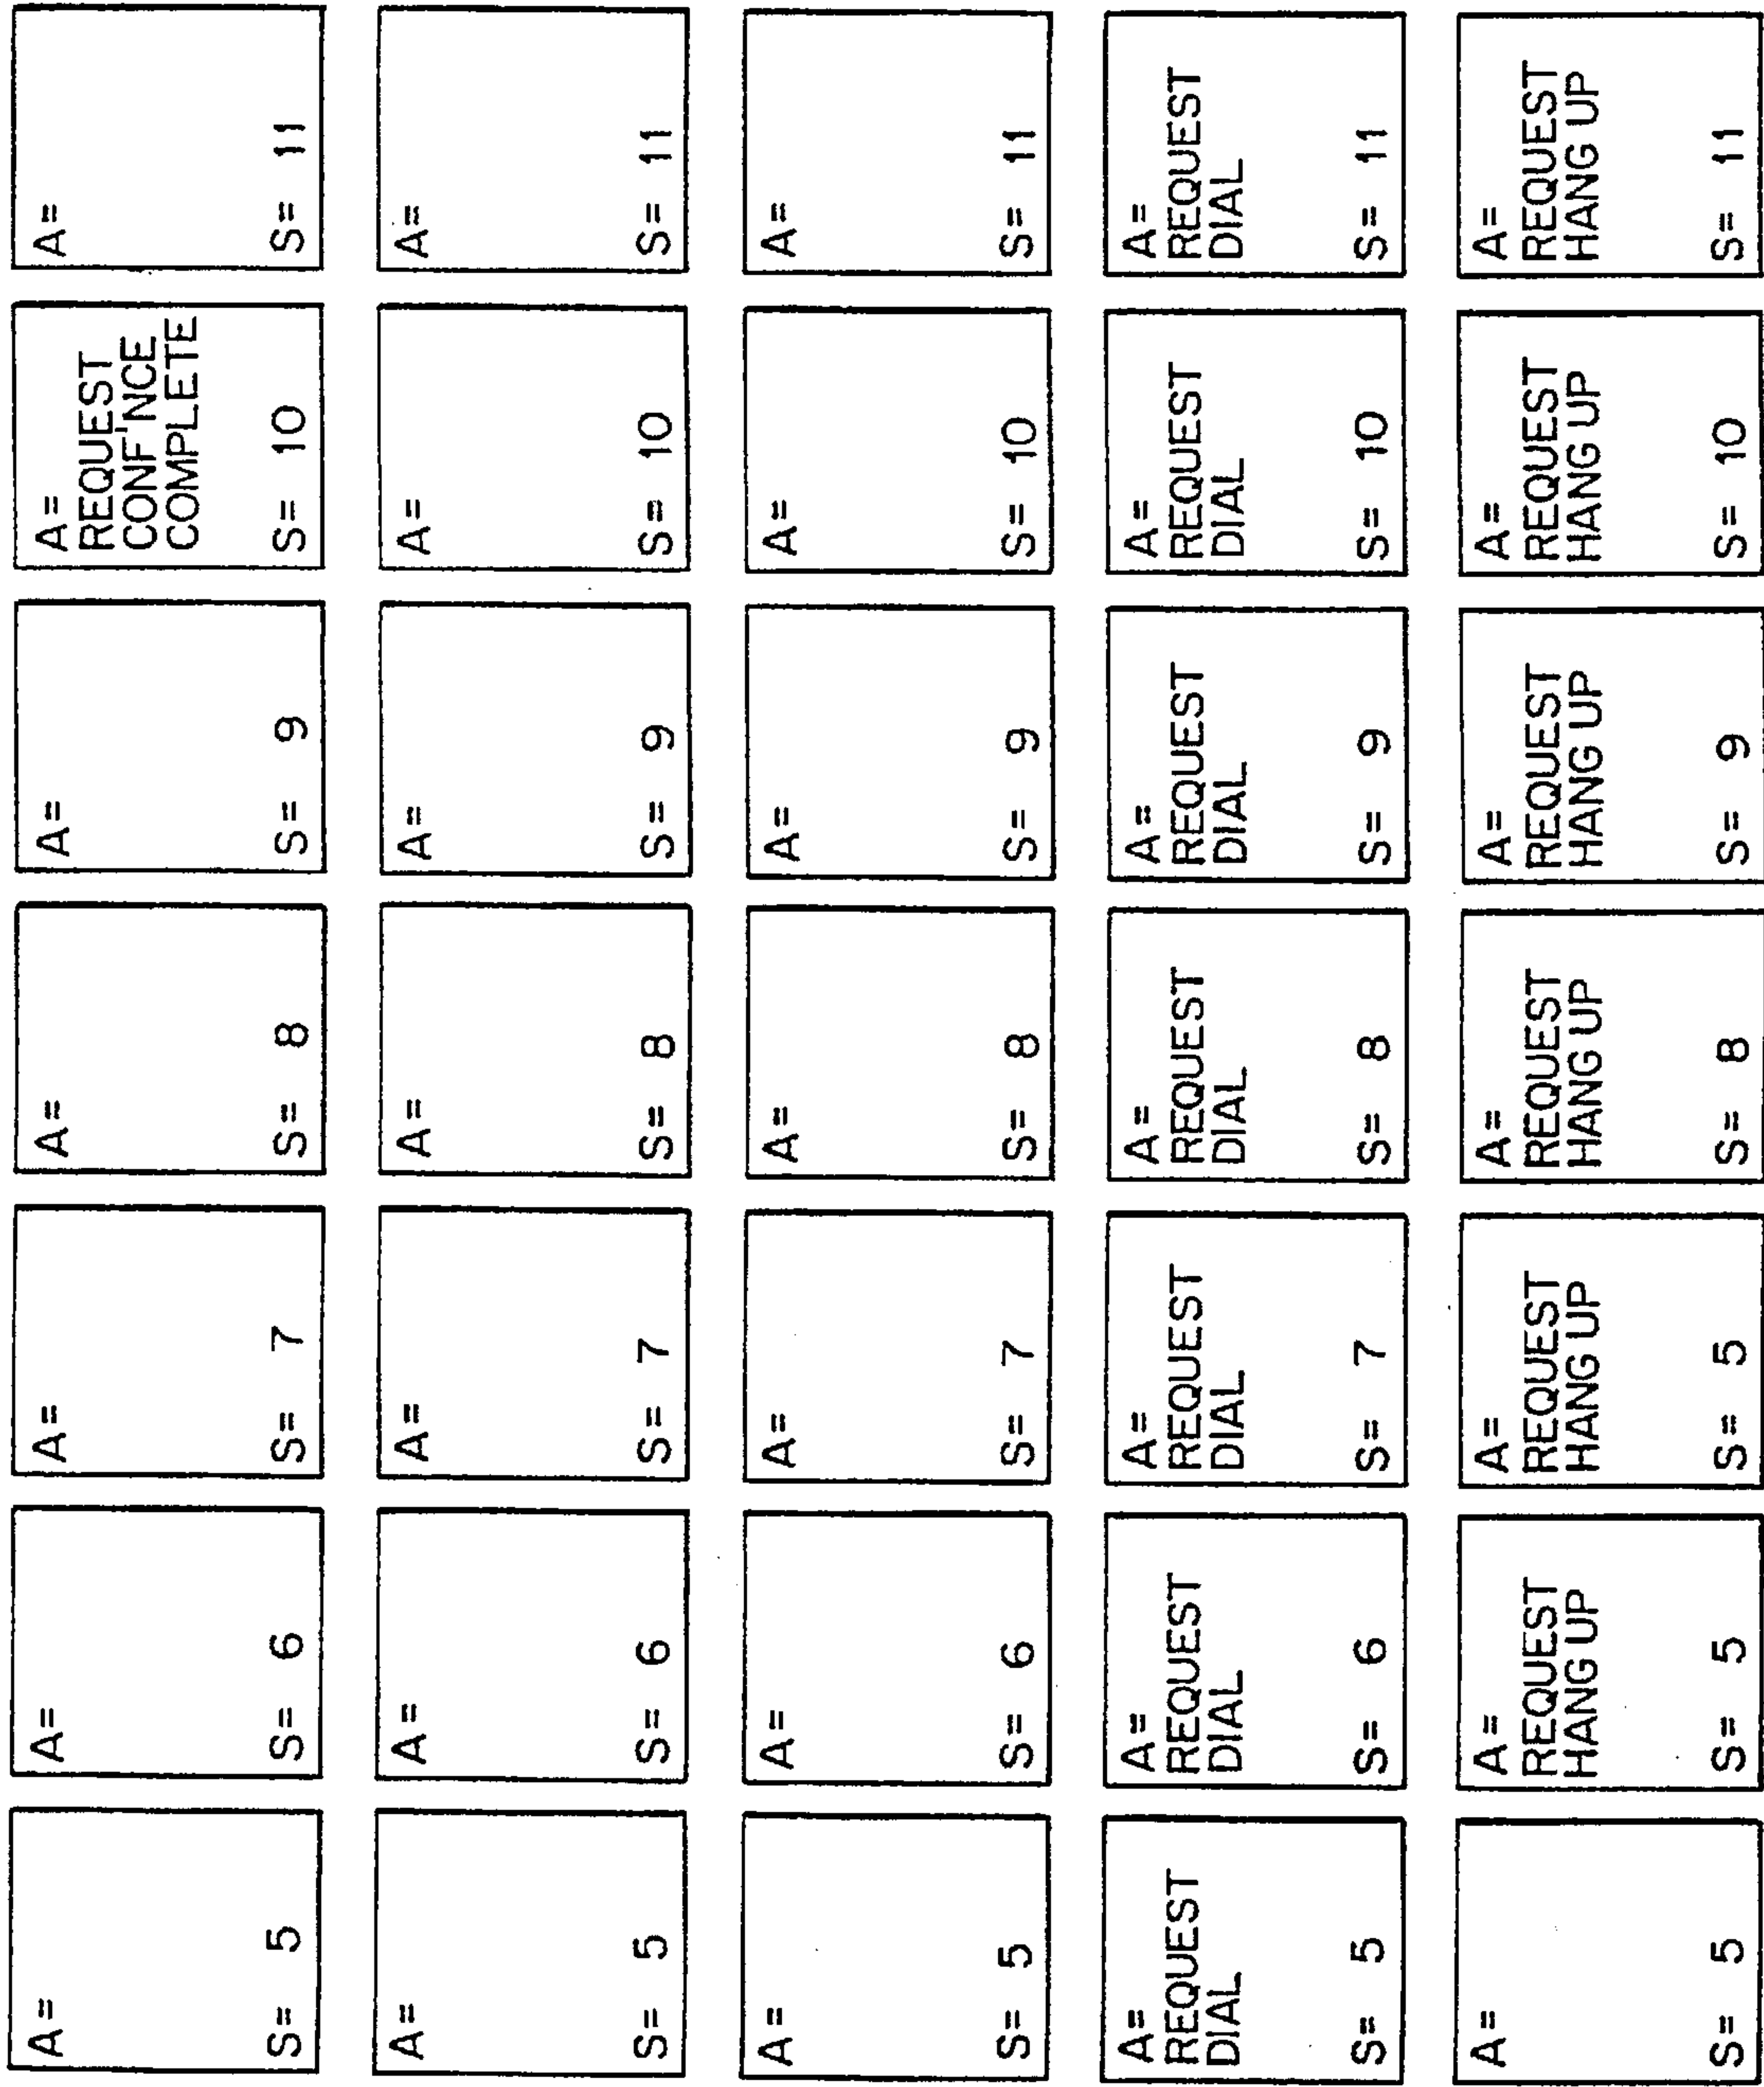 A=
S= 5
A=
S= 6
A=
S= 7
A=
S= 8
A=
S= 9
A=
REQUEST
CONF'NCE
COMPLETE
S= 10
A=
S= 11
A=
S= 5
A=
S= 6
A=
S= 7
A=
S= 8
A=
S= 9
A=
S= 10
A=
S= 11
A=
S= 5
A=
S= 6
A=
S= 7
A=
S= 8
A=
S= 9
A=
S= 10
A=
S= 11
A=
REQUEST
DIAL
S= 5
A=
REQUEST
DIAL
S= 6
A=
REQUEST
DIAL
S= 7
A=
REQUEST
DIAL
S= 8
A=
REQUEST
DIAL
S= 9
A=
REQUEST
DIAL
S= 10
A=
REQUEST
DIAL
S= 11
A=
S= 5
A=
REQUEST
HANG UP
S= 5
A=
REQUEST
HANG UP
S= 5
A=
REQUEST
HANG UP
S= 8
A=
REQUEST
HANG UP
S= 9
A=
REQUEST
HANG UP
S= 10
A=
REQUEST
HANG UP
S= 11